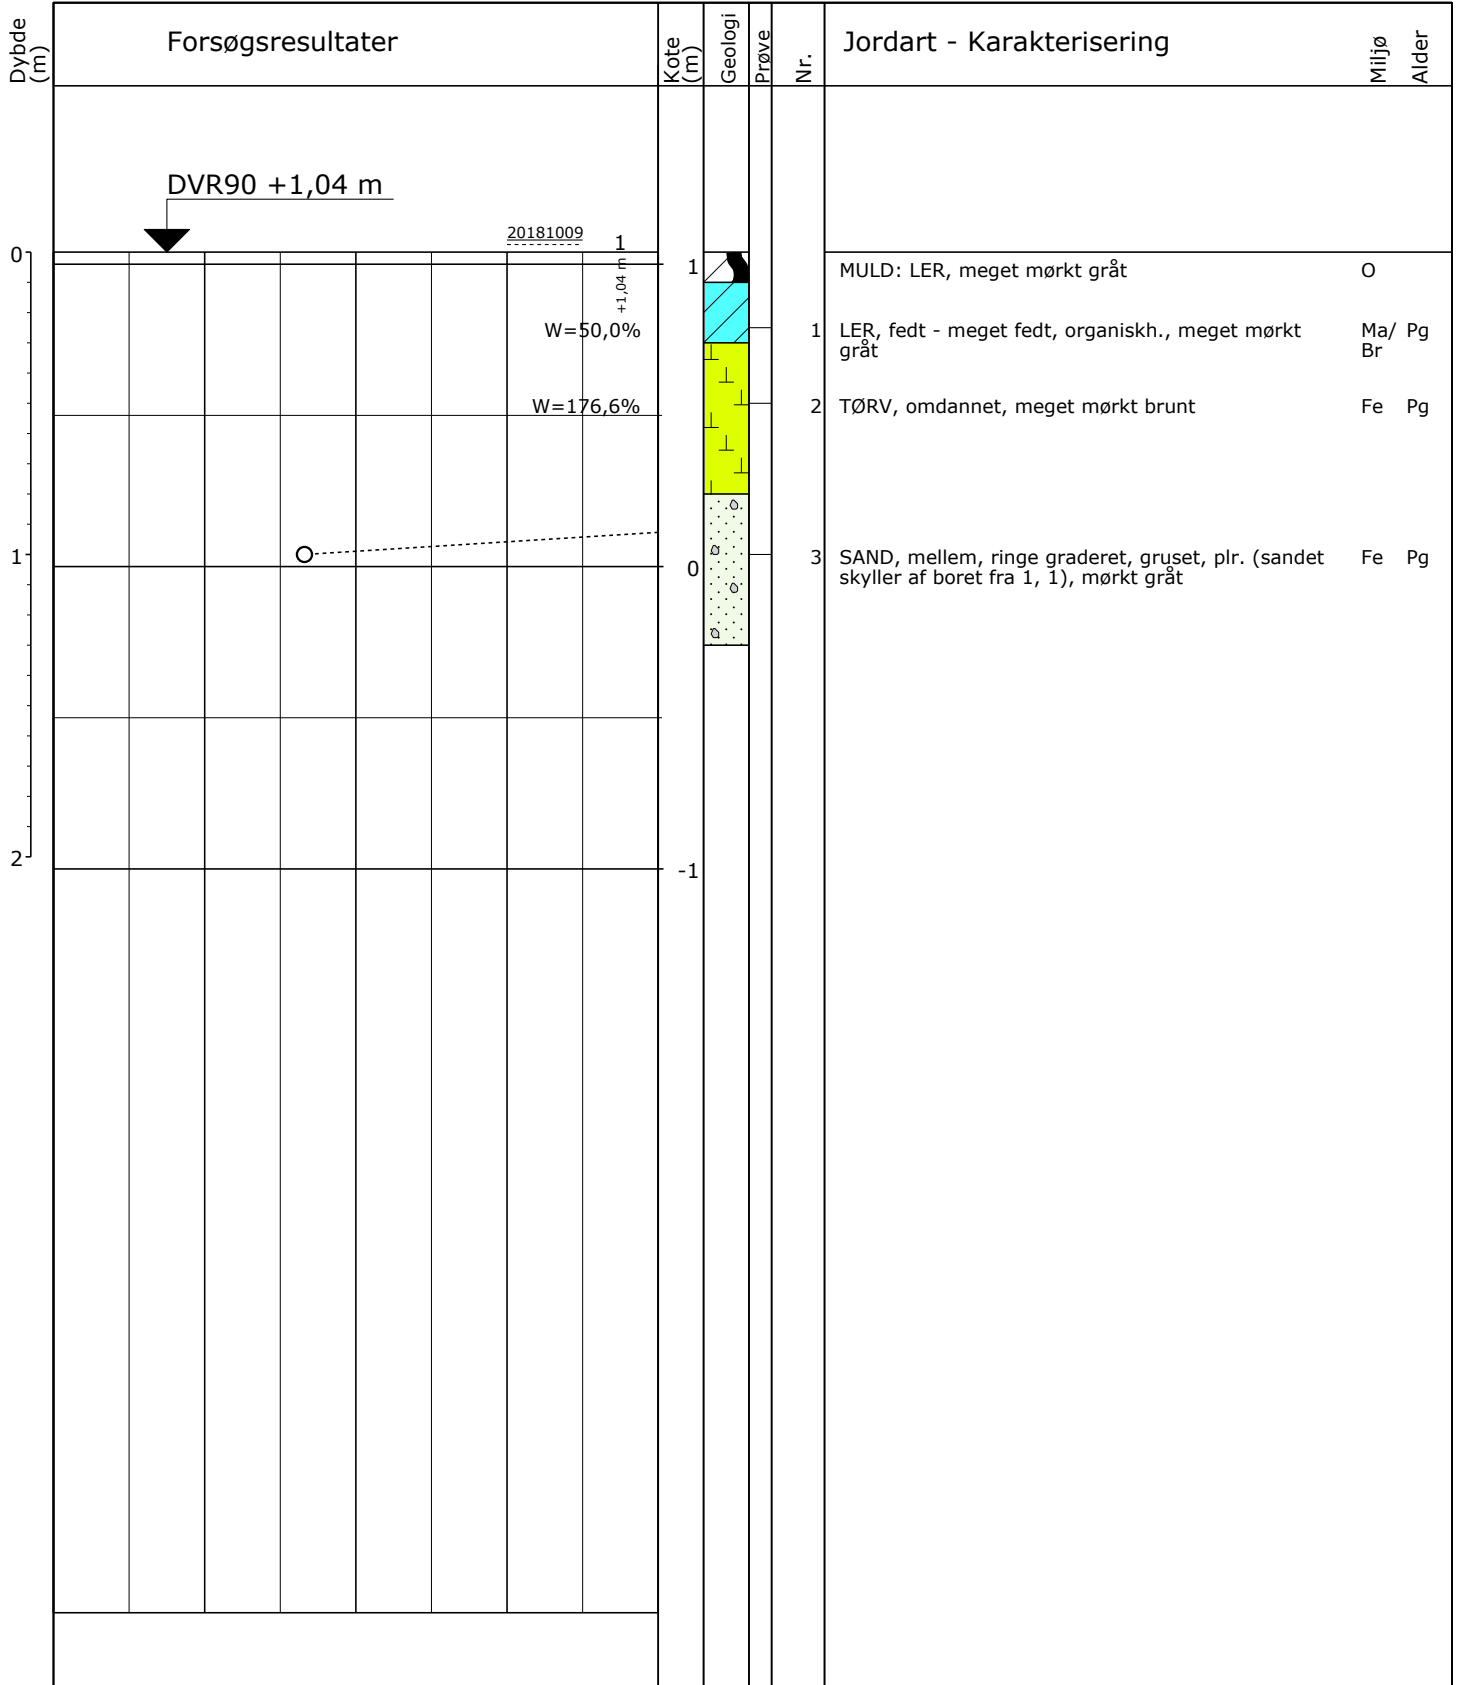 Dybde
(m)
Forsøgsresultater
Kote
(m)
Geologi
Prøve
Nr.
Jordart - Karakterisering
Miljø
Alder
DVR90 +1,04 m
20181009
1
+1,04 m
0
1
MULD: LER, meget mørkt gråt O
W=50,0%
1 LER, fedt - meget fedt, organiskh., meget mørkt Ma/ Pg
gråt Br
W=176,6%
2 TØRV, omdannet, meget mørkt brunt Fe Pg
1
0
3 SAND, mellem, ringe graderet, gruset, plr. (sandet Fe Pg
skyller af boret fra 1, 1), mørkt gråt
2
-1